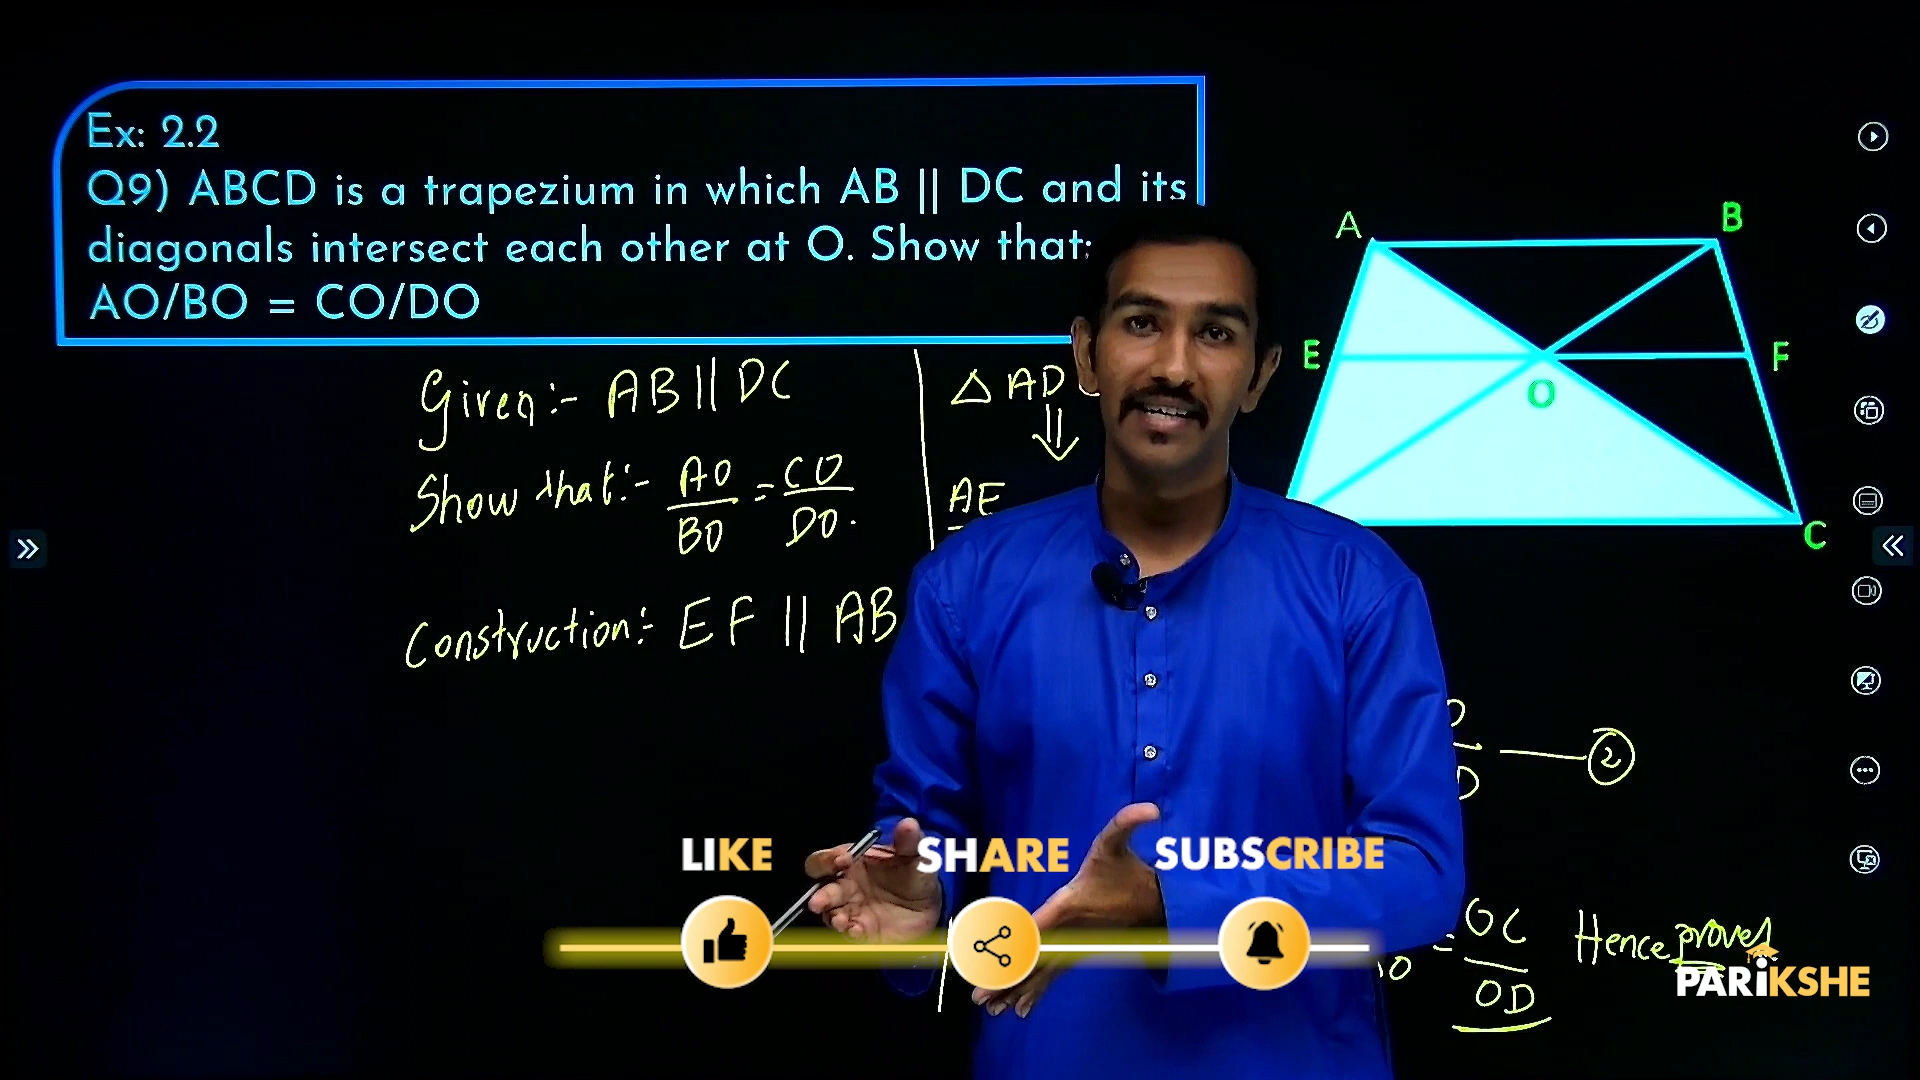 Ex: 2.2
Q9) ABCD is a trapezium in which AB || DC and its
diagonals intersect each other at O. Show that:
AO/BO = CO/DO
Given:- AB || DC
Show that:- AO/BO = CO/DO.
Construction:- EF || AB
△ AD
⇓
AE
A
B
E
F
O
C
②
= OC/OD
Hence proved
LIKE
SHARE
SUBSCRIBE
PARiKSHE